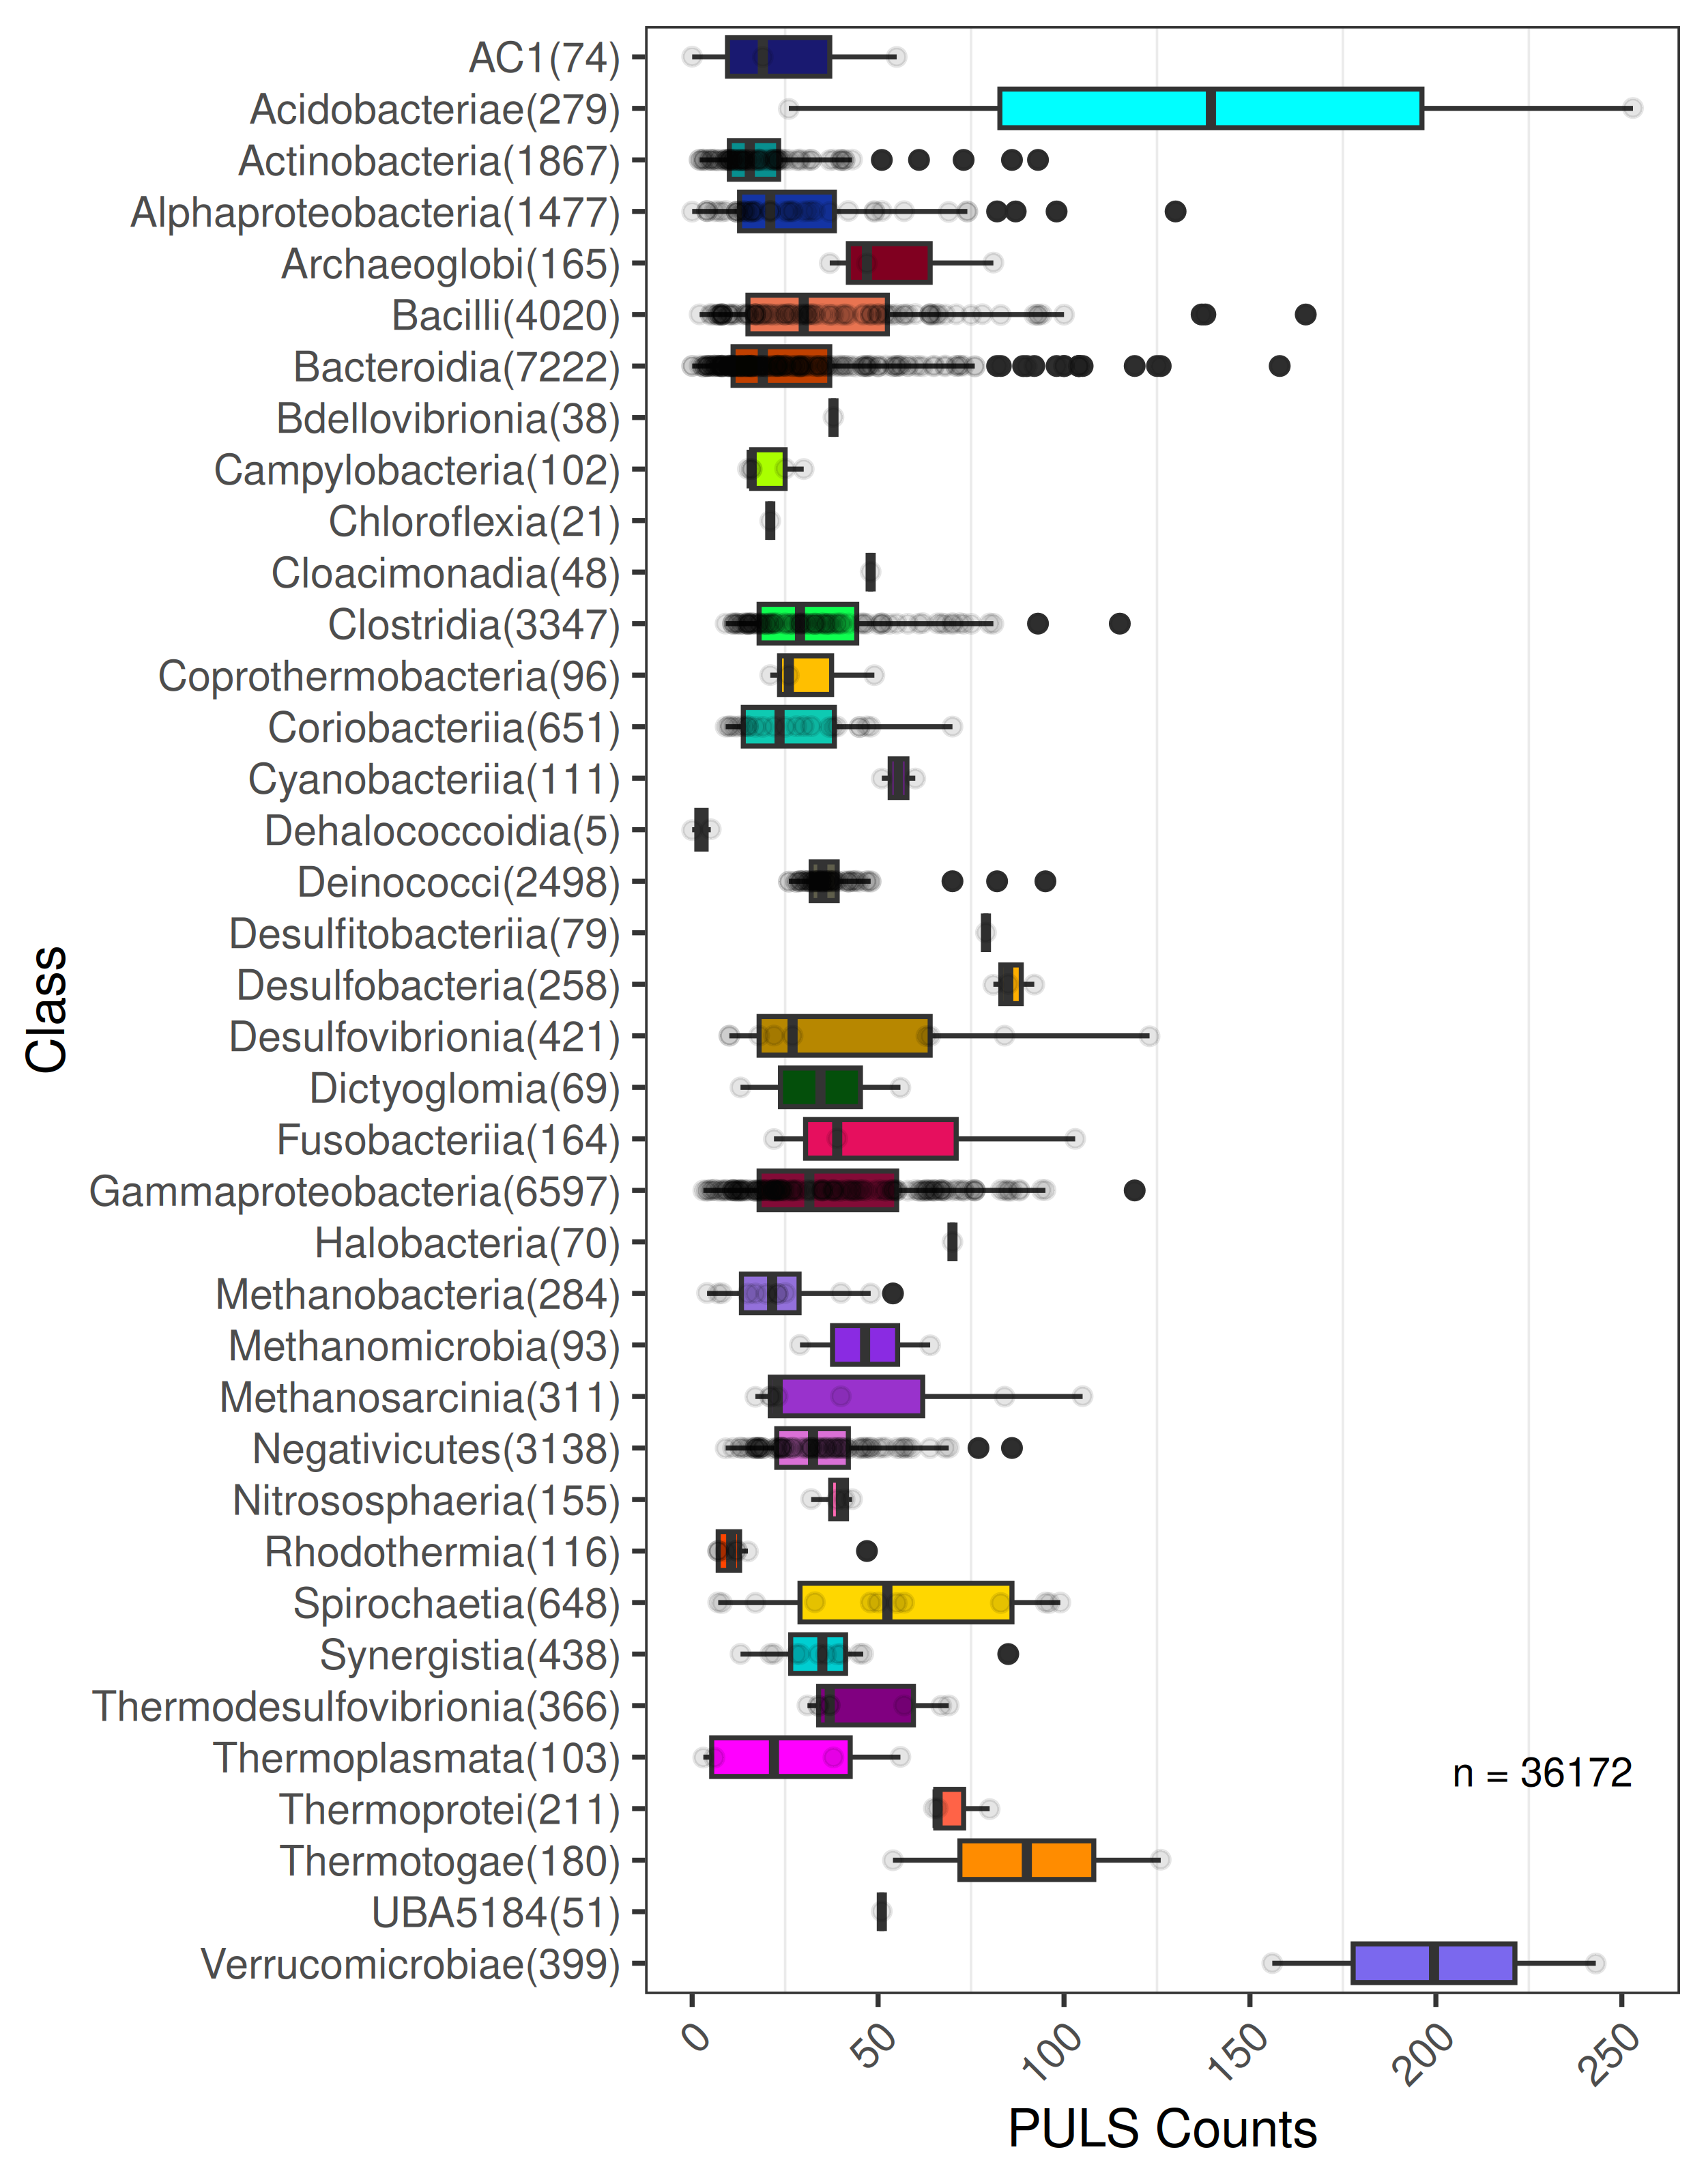 AC1(74)
Acidobacteriae(279)
Actinobacteria(1867)
Alphaproteobacteria(1477)
Archaeoglobi(165)
Bacilli(4020)
Bacteroidia(7222)
Bdellovibrionia(38)
Campylobacteria(102)
Chloroflexia(21)
Cloacimonadia(48)
Clostridia(3347)
Coprothermobacteria(96)
Coriobacteriia(651)
Cyanobacteriia(111)
Dehalococcoidia(5)
Deinococci(2498)
Desulfitobacteriia(79)
Desulfobacteria(258)
Desulfovibrionia(421)
Dictyoglomia(69)
Fusobacteriia(164)
Gammaproteobacteria(6597)
Halobacteria(70)
Methanobacteria(284)
Methanomicrobia(93)
Methanosarcinia(311)
Negativicutes(3138)
Nitrososphaeria(155)
Rhodothermia(116)
Spirochaetia(648)
Synergistia(438)
Thermodesulfovibrionia(366)
Thermoplasmata(103)
Thermoprotei(211)
Thermotogae(180)
UBA5184(51)
Verrucomicrobiae(399)
Class
n = 36172
0 50 100 150 200 250
PULS Counts